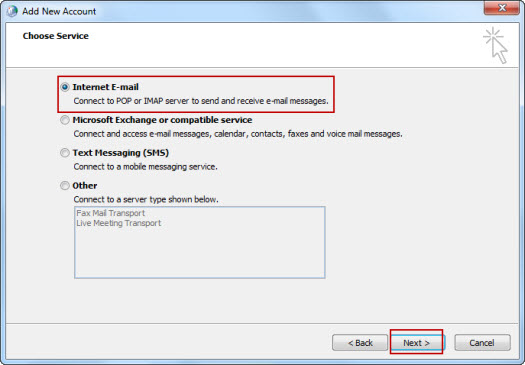 Add New Account
Choose Service
Internet E-mail
Connect to POP or IMAP server to send and receive e-mail messages.
Microsoft Exchange or compatible service
Connect and access e-mail messages, calendar, contacts, faxes and voice mail messages.
Text Messaging (SMS)
Connect to a mobile messaging service.
Other
Connect to a server type shown below.
Fax Mail Transport
Live Meeting Transport
< Back
Next >
Cancel